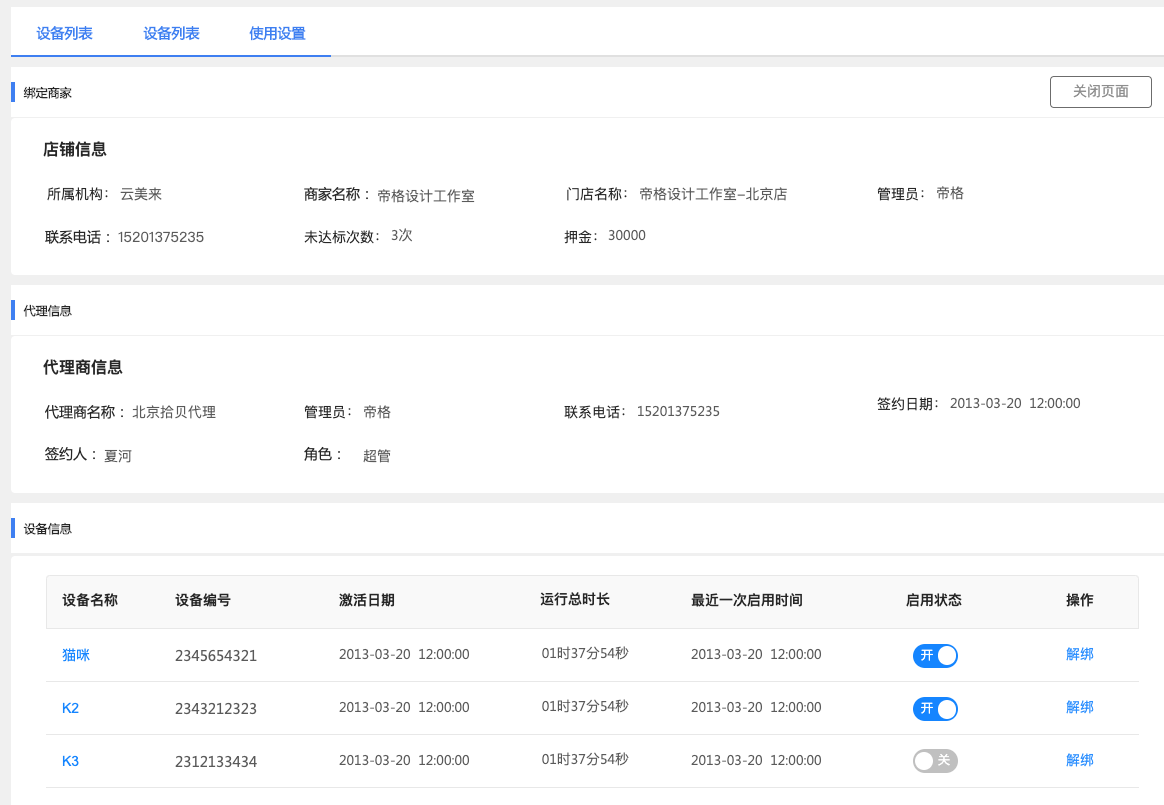 设备列表 设备列表 使用设置
绑定商家 关闭页面
店铺信息
所属机构： 云美来 商家名称： 帝格设计工作室 门店名称： 帝格设计工作室–北京店 管理员： 帝格
联系电话： 15201375235 未达标次数： 3次 押金： 30000
代理信息
代理商信息
代理商名称： 北京拾贝代理 管理员： 帝格 联系电话： 15201375235 签约日期： 2013-03-20 12:00:00
签约人： 夏河 角色： 超管
设备信息
设备名称 设备编号 激活日期 运行总时长 最近一次启用时间 启用状态 操作
猫咪 2345654321 2013-03-20 12:00:00 01时37分54秒 2013-03-20 12:00:00 开 解绑
K2 2343212323 2013-03-20 12:00:00 01时37分54秒 2013-03-20 12:00:00 开 解绑
K3 2312133434 2013-03-20 12:00:00 01时37分54秒 2013-03-20 12:00:00 关 解绑